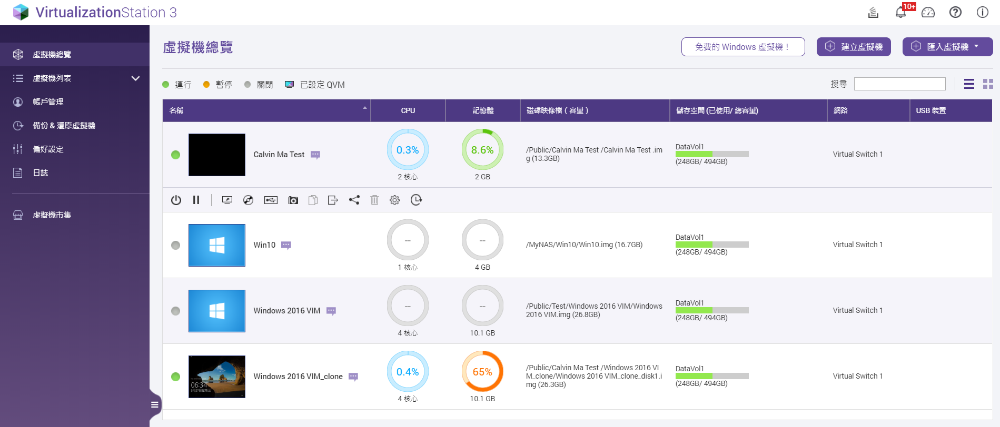 VirtualizationStation 3
10+
虛擬機總覽
虛擬機列表
帳戶管理
備份 & 還原虛擬機
偏好設定
日誌
虛擬機市集
虛擬機總覽
免費的 Windows 虛擬機！
建立虛擬機
匯入虛擬機
運行 暫停 關閉 已設定 QVM
搜尋
名稱 CPU 記憶體 磁碟映像檔 ( 容量 ) 儲存空間 (已使用/ 總容量) 網路 USB 裝置
Calvin Ma Test
0.3%
2 核心
8.6%
2 GB
/Public/Calvin Ma Test /Calvin Ma Test .im
g (13.3GB)
DataVol1
(248GB/ 494GB)
Virtual Switch 1
Win10
--
1 核心
--
4 GB
/MyNAS/Win10/Win10.img (16.7GB)
DataVol1
(248GB/ 494GB)
Virtual Switch 1
Windows 2016 VIM
--
4 核心
--
10.1 GB
/Public/Test/Windows 2016 VIM/Windows
2016 VIM.img (26.8GB)
DataVol1
(248GB/ 494GB)
Virtual Switch 1
06:34
5月27日星期三
Windows 2016 VIM_clone
0.4%
4 核心
65%
10.1 GB
/Public/Calvin Ma Test /Windows 2016 VI
M_clone/Windows 2016 VIM_clone_disk1.i
mg (26.3GB)
DataVol1
(248GB/ 494GB)
Virtual Switch 1